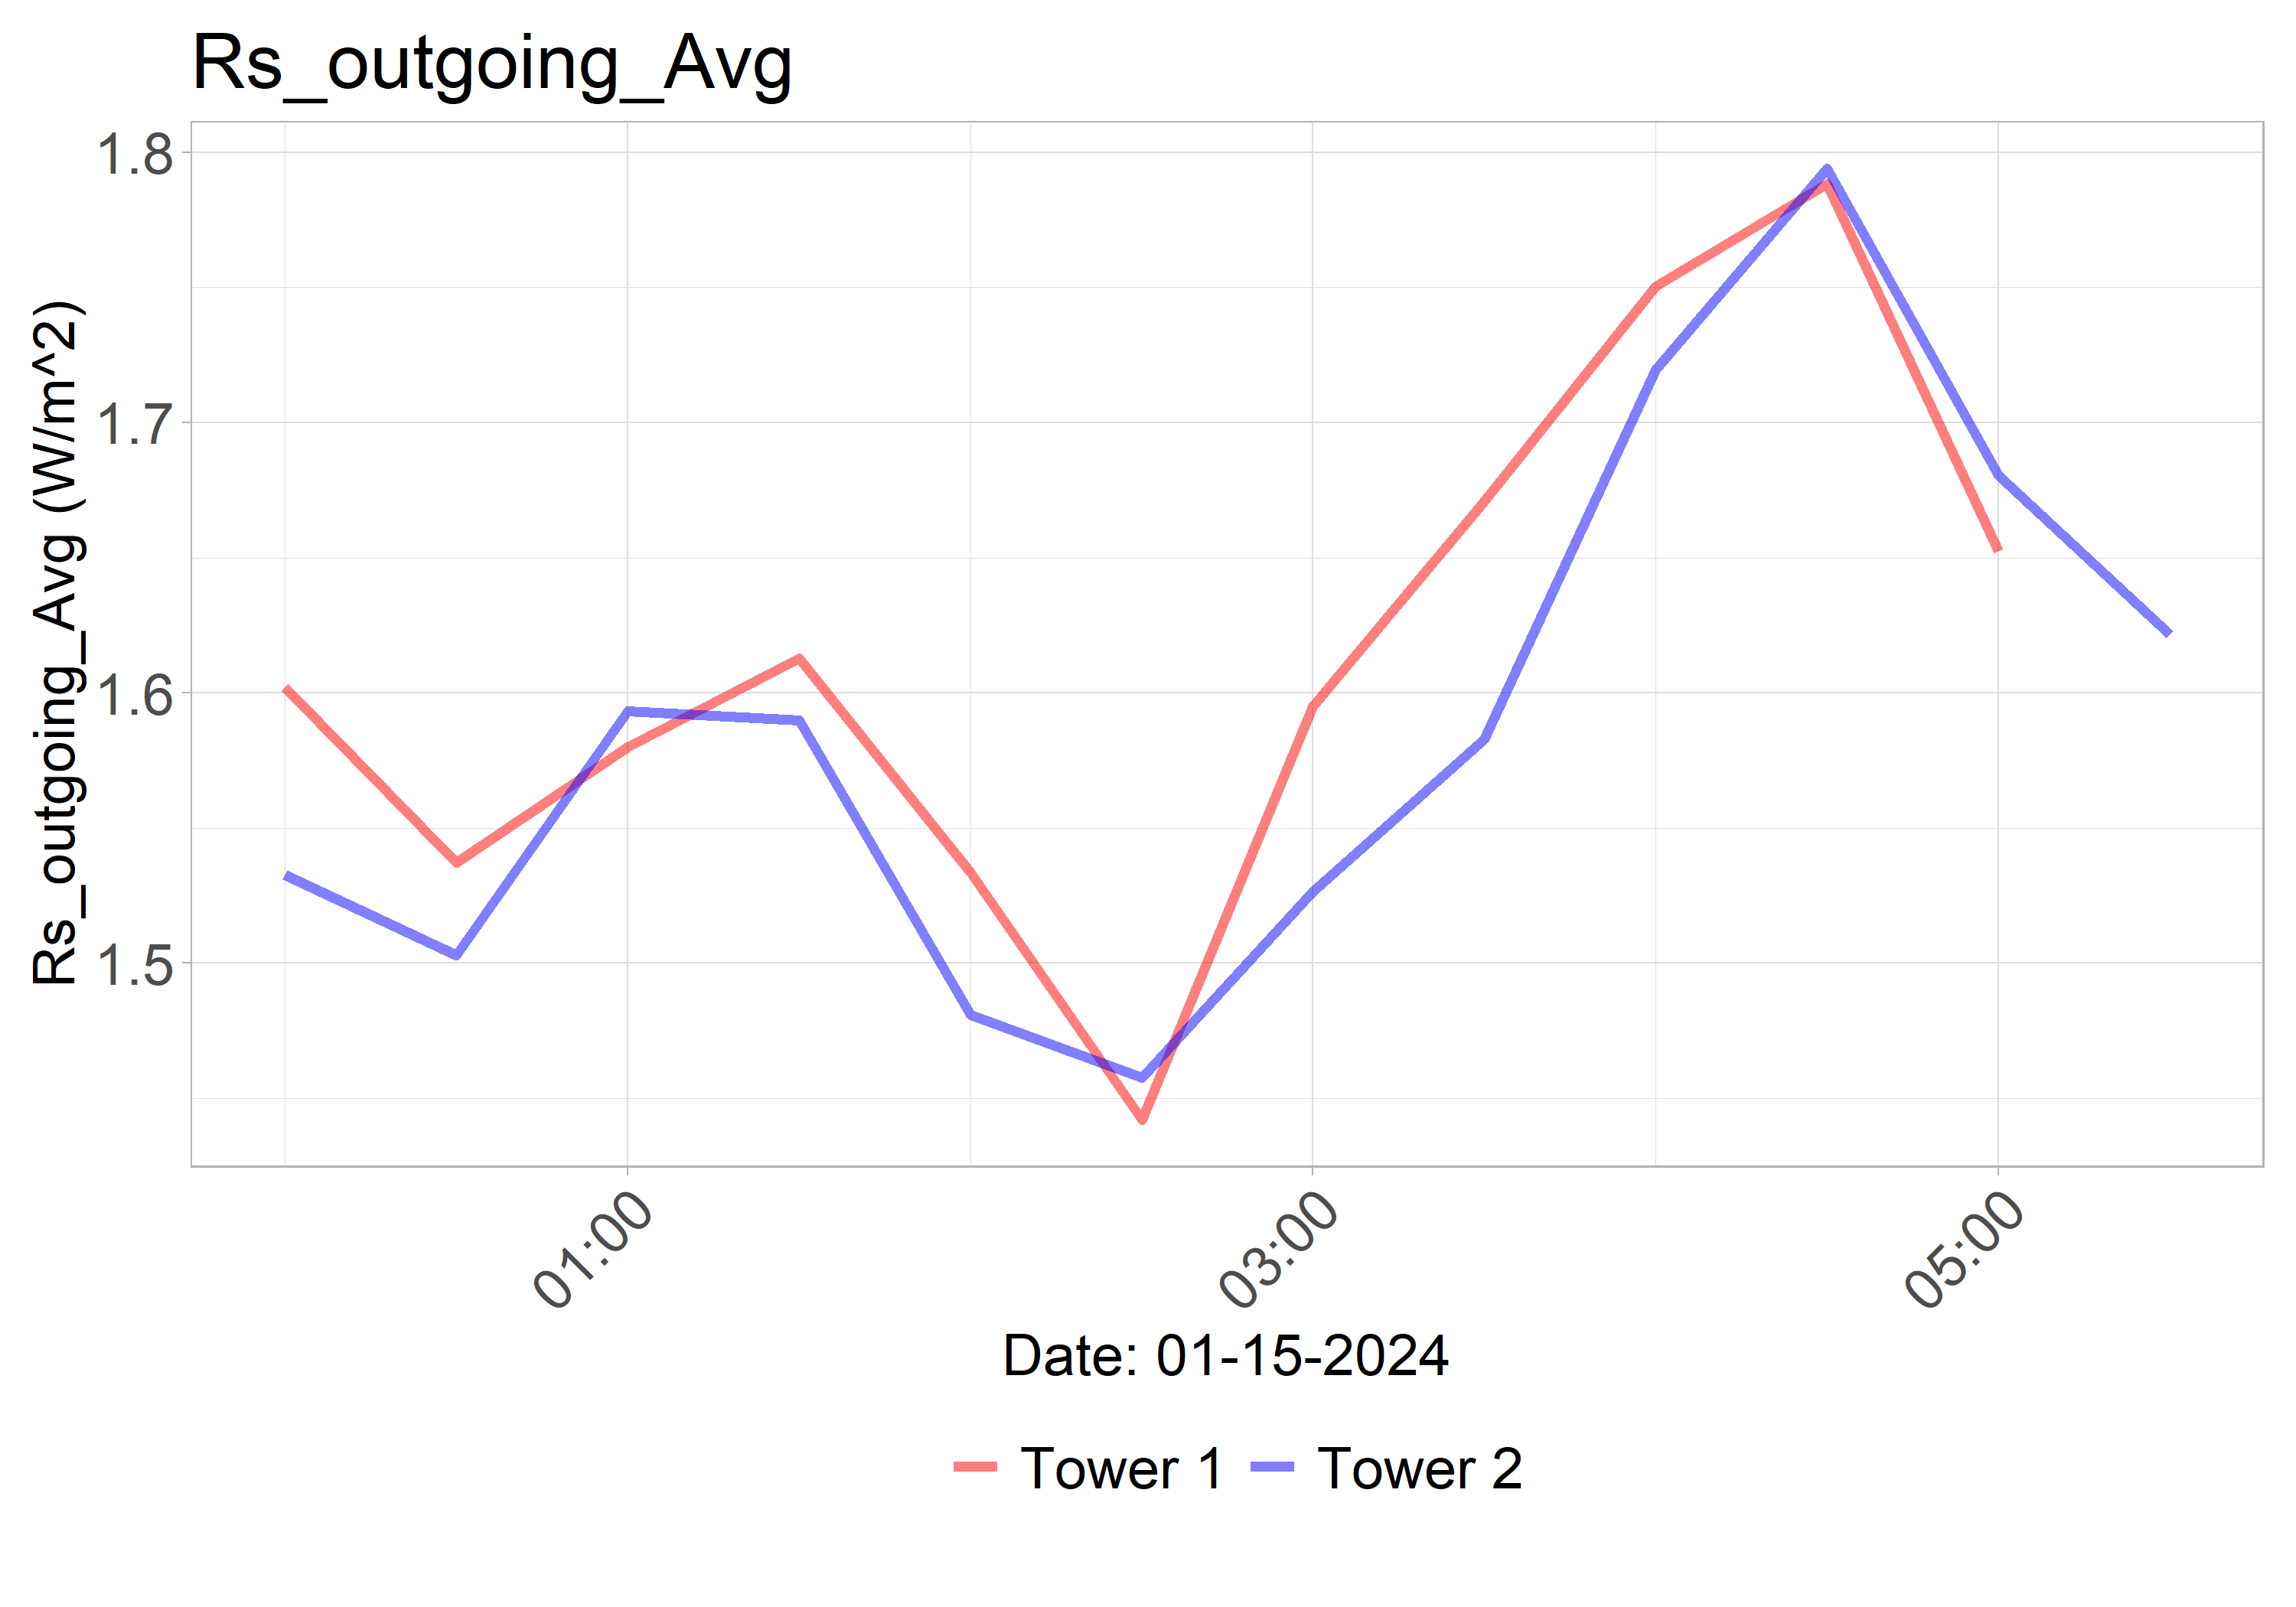 Rs_outgoing_Avg
Rs_outgoing_Avg (W/m^2)
1.8
1.7
1.6
1.5
01:00
03:00
05:00
Date: 01-15-2024
Tower 1
Tower 2